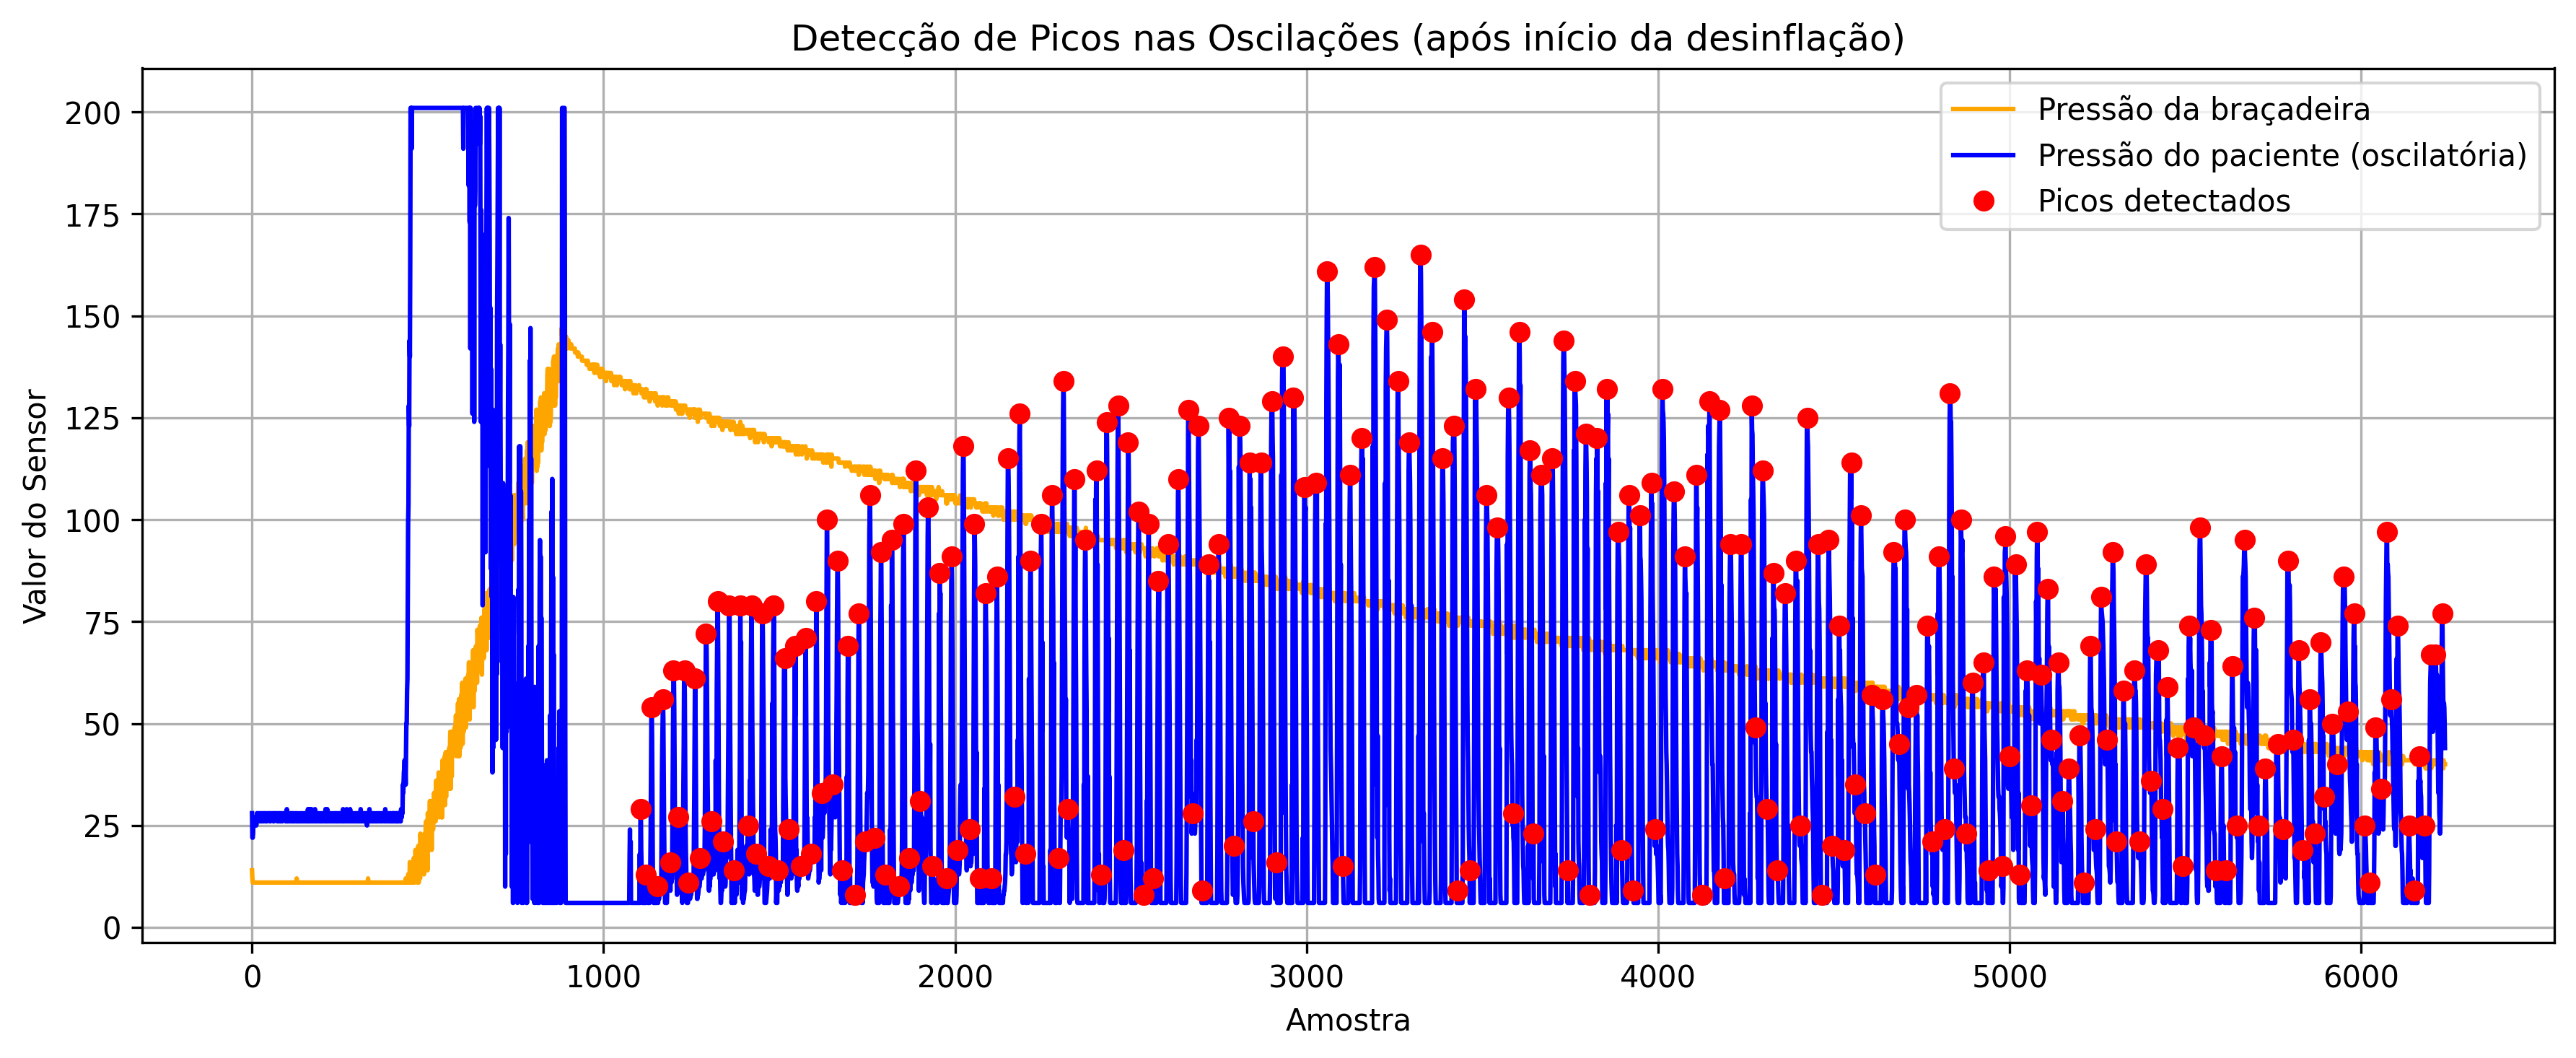 Detecção de Picos nas Oscilações (após início da desinflação)
Pressão da braçadeira
Pressão do paciente (oscilatória)
Picos detectados
Valor do Sensor
200
175
150
125
100
75
50
25
0
0 1000 2000 3000 4000 5000 6000
Amostra